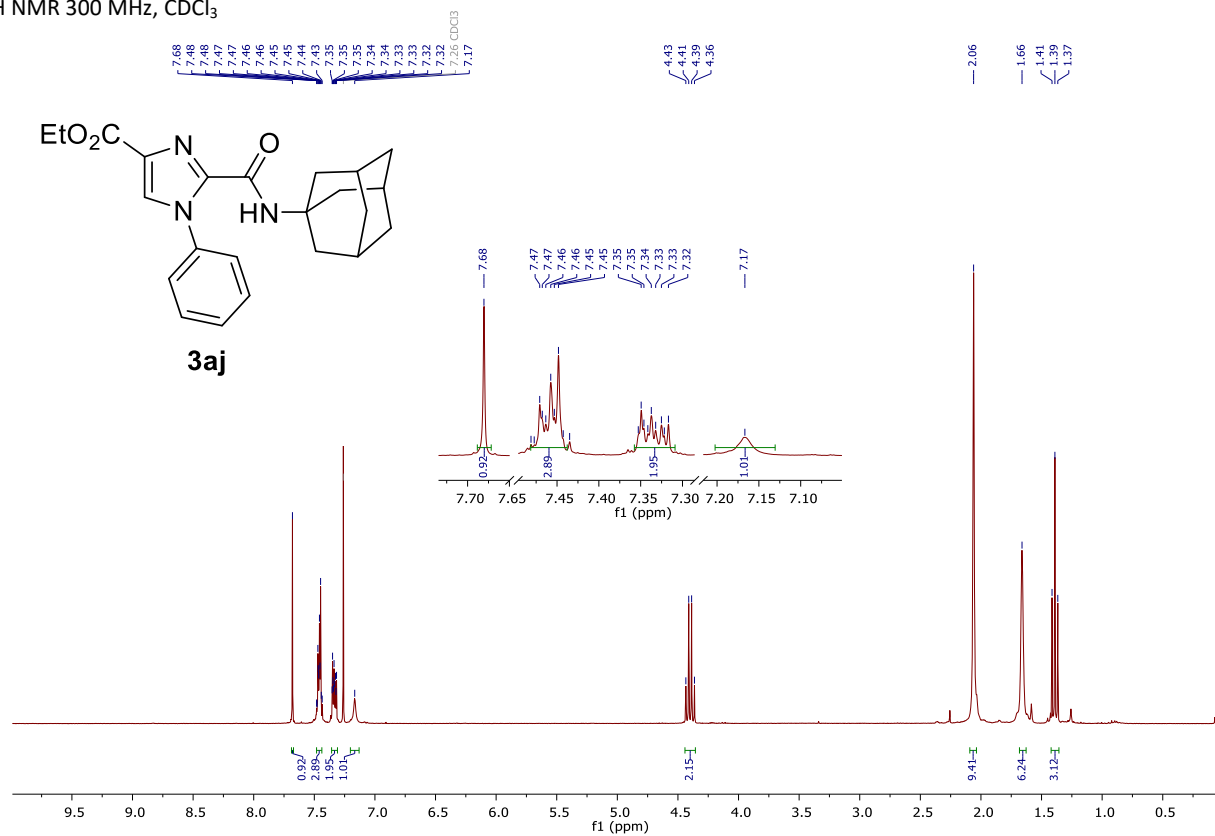 H NMR 300 MHz, CDCl3
7.68 7.48 7.48 7.47 7.47 7.46 7.46 7.45 7.45 7.44 7.43 7.35 7.35 7.35 7.34 7.34 7.33 7.33 7.32 7.32 7.26 CDCl3 7.17
4.43 4.41 4.39 4.36
2.06
1.66
1.41 1.39 1.37
EtO2C
N
O
N
HN
3aj
7.68
7.47 7.47 7.46 7.46 7.45 7.45 7.35 7.35 7.34 7.33 7.33 7.32
7.17
0.92
2.89
1.95
1.01
7.70 7.65 7.45 7.40 7.35 7.30 7.20 7.15 7.10
f1 (ppm)
0.92 2.89 1.95 1.01 2.15 9.41 6.24 3.12
9.5 9.0 8.5 8.0 7.5 7.0 6.5 6.0 5.5 5.0 4.5 4.0 3.5 3.0 2.5 2.0 1.5 1.0 0.5
f1 (ppm)